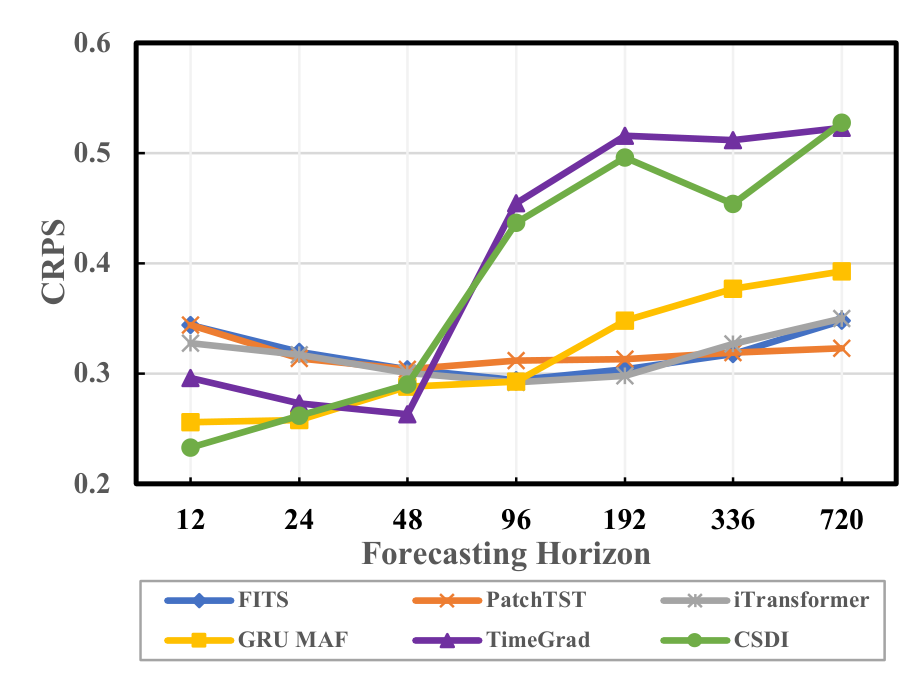 0.6
0.5
0.4
0.3
0.2
CRPS
12 24 48 96 192 336 720
Forecasting Horizon
FITS PatchTST iTransformer
GRU MAF TimeGrad CSDI